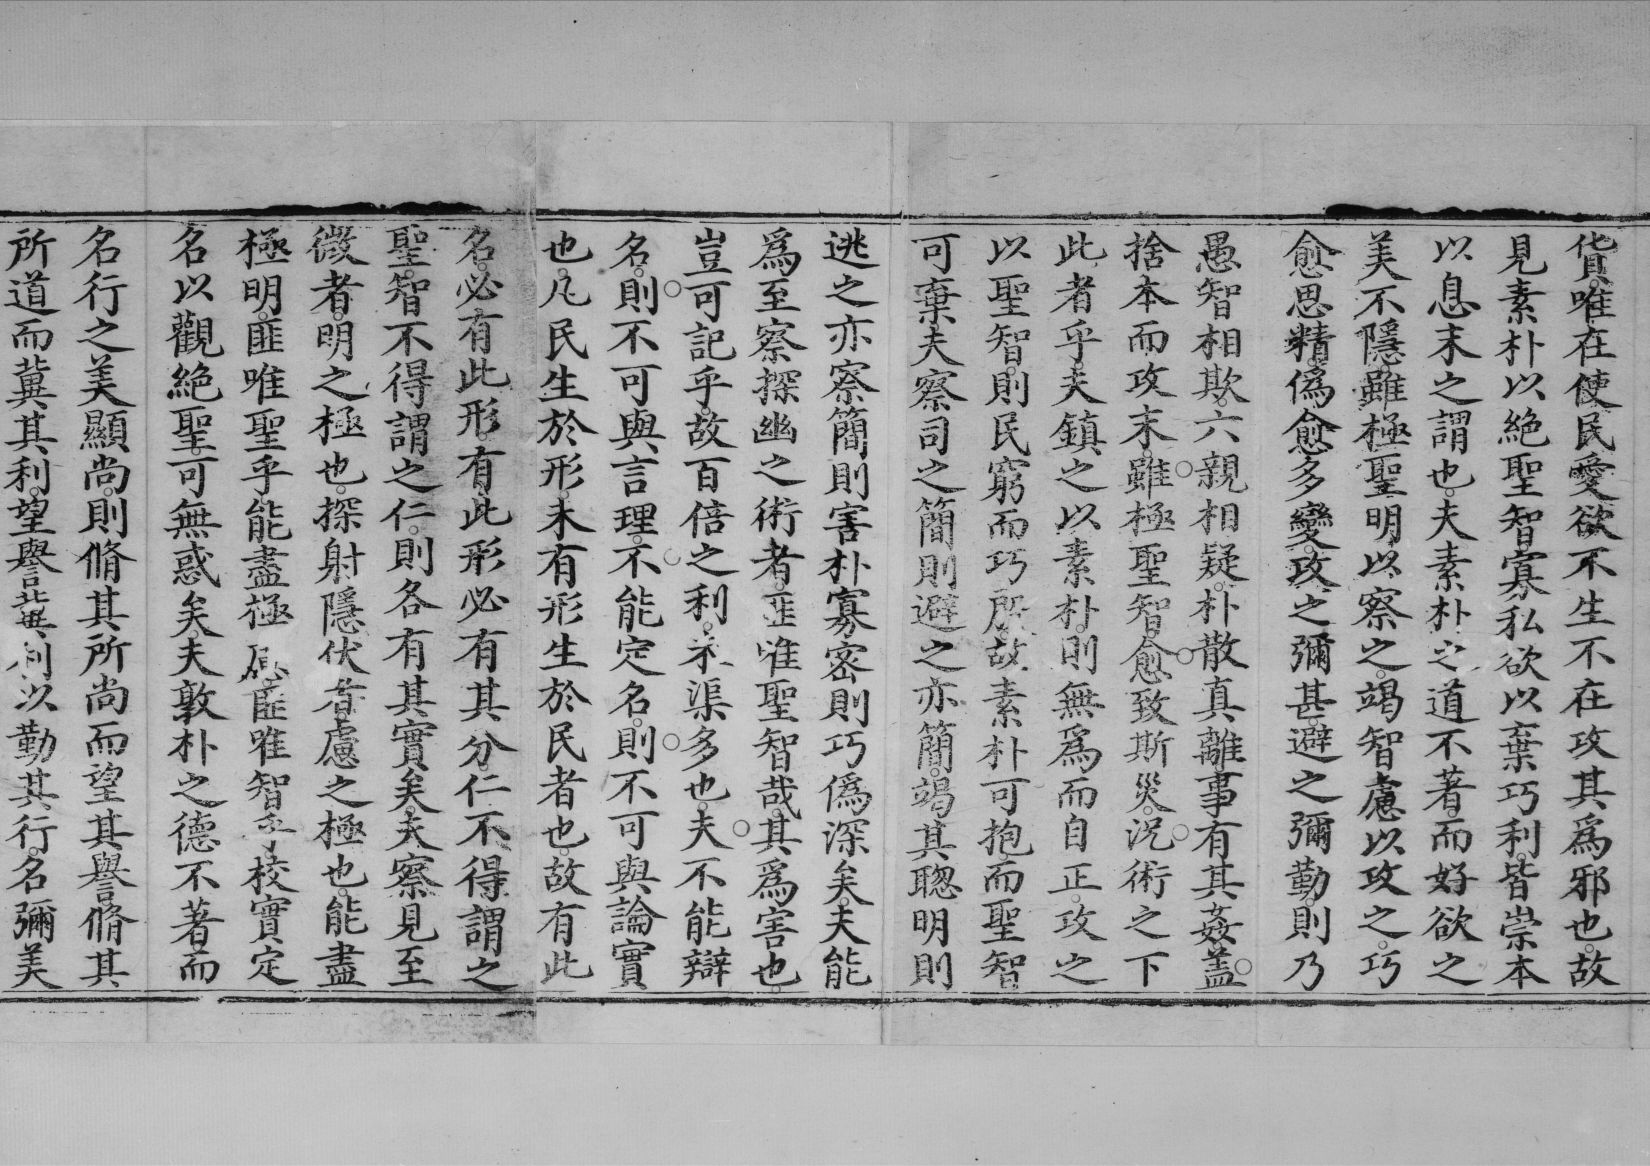 貨唯在使民愛欲不生不在攻其為邪也故
見素朴以絶聖智寡私欲以棄巧利皆崇本
以息末之謂也夫素朴之道不著而好欲之
美不隱雖極聖明以察之竭智慮以攻之巧
愈思精偽愈多變攻之彌甚避之彌勤則乃
愚智相欺六親相疑朴散真離事有其姦蓋
捨本而攻末雖極聖智愈致斯災況術之下
此者乎夫鎮之以素朴則無為而自正攻之
以聖智則民窮而巧殷故素朴可抱而聖智
可棄夫察司之簡則避之亦簡竭其聦明則
逃之亦察簡則害朴寡密則巧偽深矣夫能
為至察探幽之術者匪唯聖智哉其為害也
豈可記乎故百倍之利未渠多也夫不能辯
名則不可與言理不能定名則不可與論實
也凡民生於形未有形生於民者也故有此
名必有此形有此形必有其分仁不得謂之
聖智不得謂之仁則各有其實矣夫察見至
微者明之極也探射隱伏者慮之極也能盡
極明匪唯聖乎能盡極慮匪唯智乎校實定
名以觀絶聖可無惑矣夫敦朴之德不著而
名行之美顯尚則脩其所尚而望其譽脩其
所道而冀其利望譽冀利以勤其行名彌美